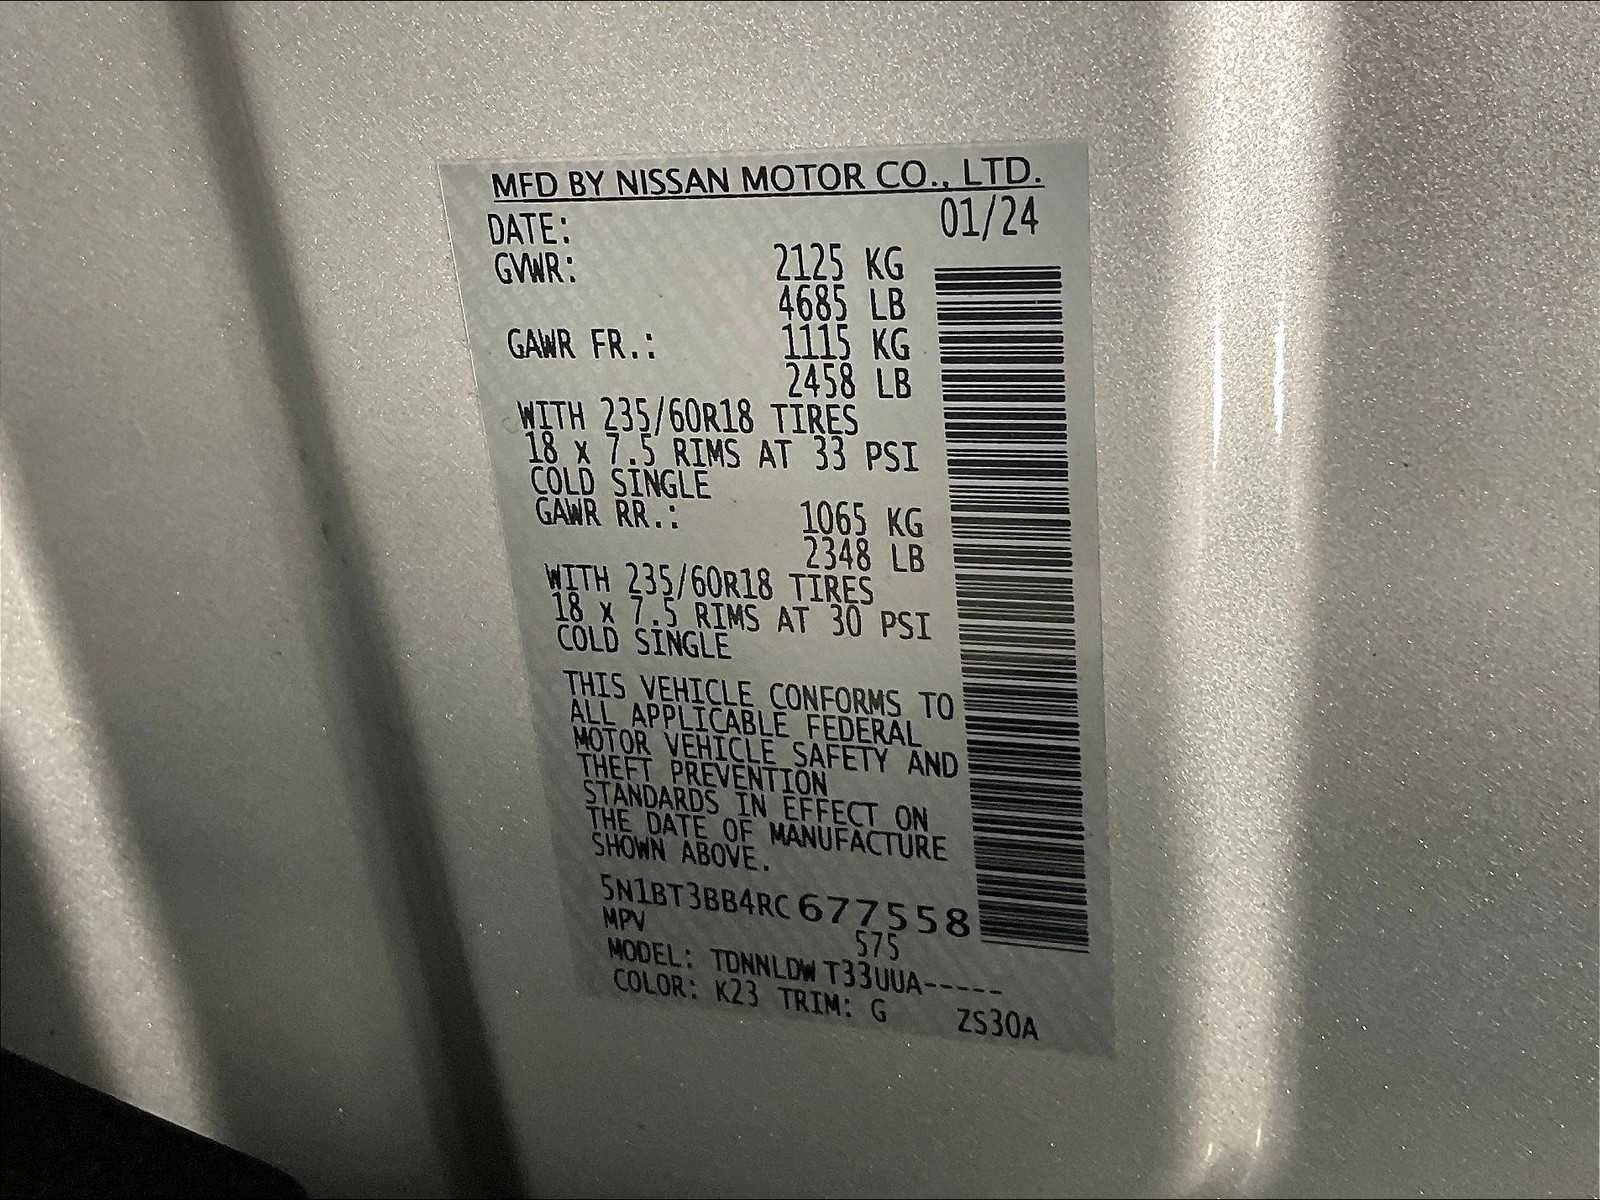 MFD BY NISSAN MOTOR CO., LTD.
DATE: 01/24
GVWR: 2125 KG
4685 LB
GAWR FR.: 1115 KG
2458 LB
WITH 235/60R18 TIRES
18 x 7.5 RIMS AT 33 PSI
COLD SINGLE
GAWR RR.: 1065 KG
2348 LB
WITH 235/60R18 TIRES
18 x 7.5 RIMS AT 30 PSI
COLD SINGLE
THIS VEHICLE CONFORMS TO
ALL APPLICABLE FEDERAL
MOTOR VEHICLE SAFETY AND
THEFT PREVENTION
STANDARDS IN EFFECT ON
THE DATE OF MANUFACTURE
SHOWN ABOVE.
5N1BT3BB4RC 677558
MPV 575
MODEL: TDNNLDW T33UUA-----
COLOR: K23 TRIM: G ZS30A